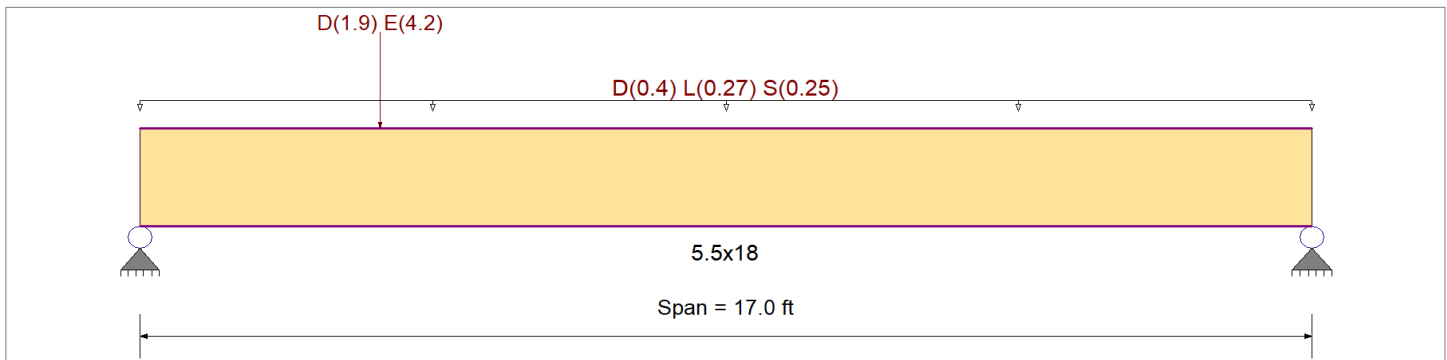 D(1.9) E(4.2)
D(0.4) L(0.27) S(0.25)
5.5x18
Span = 17.0 ft